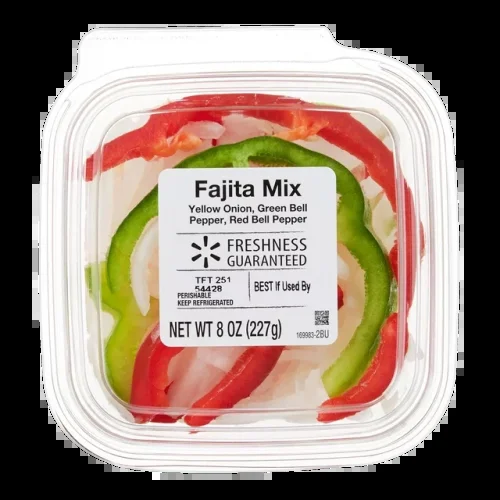 Fajita Mix
Yellow Onion, Green Bell
Pepper, Red Bell Pepper
FRESHNESS
GUARANTEED
TFT 251
54428
PERISHABLE
KEEP REFRIGERATED
BEST If Used By
NET WT 8 OZ (227g)
169983-2BU